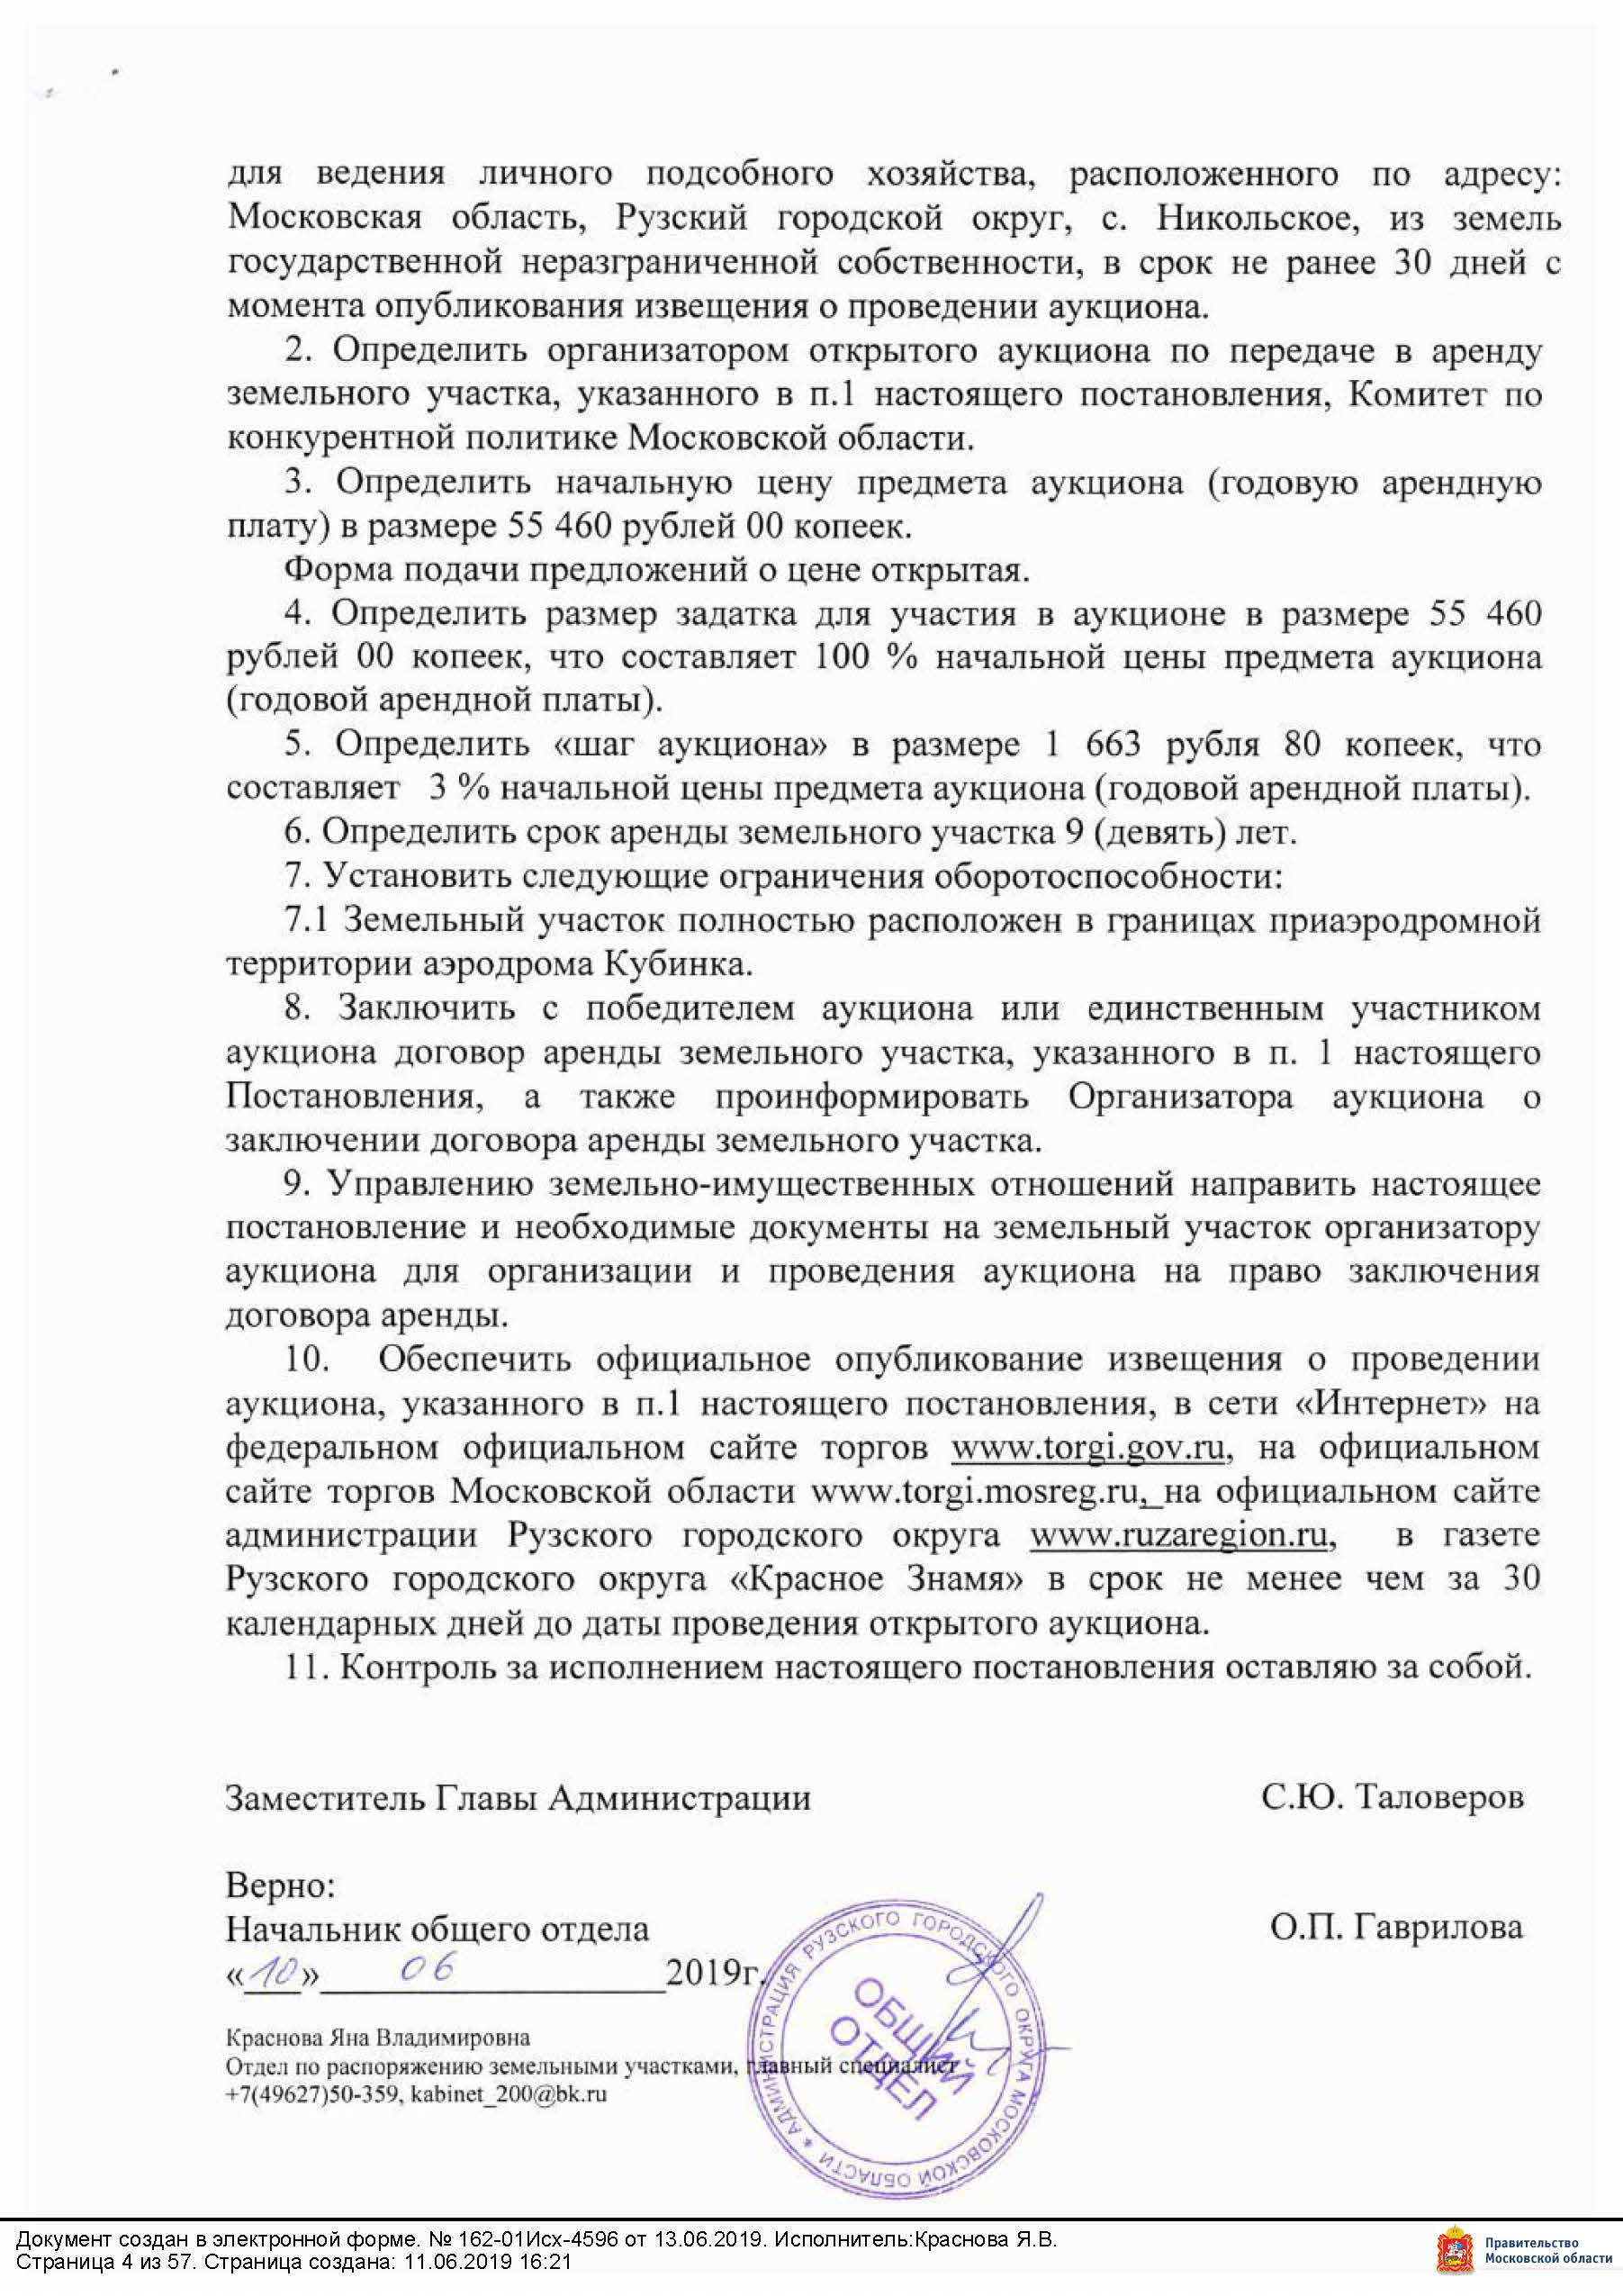 для ведения личного подсобного хозяйства, расположенного по адресу:
Московская область, Рузский городской округ, с. Никольское, из земель
государственной неразграниченной собственности, в срок не ранее 30 дней с
момента опубликования извещения о проведении аукциона.
2. Определить организатором открытого аукциона по передаче в аренду
земельного участка, указанного в п.1 настоящего постановления, Комитет по
конкурентной политике Московской области.
3. Определить начальную цену предмета аукциона (годовую арендную
плату) в размере 55 460 рублей 00 копеек.
Форма подачи предложений о цене открытая.
4. Определить размер задатка для участия в аукционе в размере 55 460
рублей 00 копеек, что составляет 100 % начальной цены предмета аукциона
(годовой арендной платы).
5. Определить «шаг аукциона» в размере 1 663 рубля 80 копеек, что
составляет 3 % начальной цены предмета аукциона (годовой арендной платы).
6. Определить срок аренды земельного участка 9 (девять) лет.
7. Установить следующие ограничения оборотоспособности:
7.1 Земельный участок полностью расположен в границах приаэродромной
территории аэродрома Кубинка.
8. Заключить с победителем аукциона или единственным участником
аукциона договор аренды земельного участка, указанного в п. 1 настоящего
Постановления, а также проинформировать Организатора аукциона о
заключении договора аренды земельного участка.
9. Управлению земельно-имущественных отношений направить настоящее
постановление и необходимые документы на земельный участок организатору
аукциона для организации и проведения аукциона на право заключения
договора аренды.
10. Обеспечить официальное опубликование извещения о проведении
аукциона, указанного в п.1 настоящего постановления, в сети «Интернет» на
федеральном официальном сайте торгов www.torgi.gov.ru, на официальном
сайте торгов Московской области www.torgi.mosreg.ru, на официальном сайте
администрации Рузского городского округа www.ruzaregion.ru, в газете
Рузского городского округа «Красное Знамя» в срок не менее чем за 30
календарных дней до даты проведения открытого аукциона.
11. Контроль за исполнением настоящего постановления оставляю за собой.
Заместитель Главы Администрации С.Ю. Таловеров
Верно:
Начальник общего отдела О.П. Гаврилова
«10» 06 2019г.
АДМИНИСТРАЦИЯ РУЗСКОГО ГОРОДСКОГО ОКРУГА МОСКОВСКОЙ ОБЛАСТИ
ОБЩИЙ
ОТДЕЛ
Краснова Яна Владимировна
Отдел по распоряжению земельными участками, главный специалист
+7(49627)50-359, kabinet_200@bk.ru
Документ создан в электронной форме. № 162-01Исх-4596 от 13.06.2019. Исполнитель:Краснова Я.В.
Страница 4 из 57. Страница создана: 11.06.2019 16:21
Правительство
Московской области